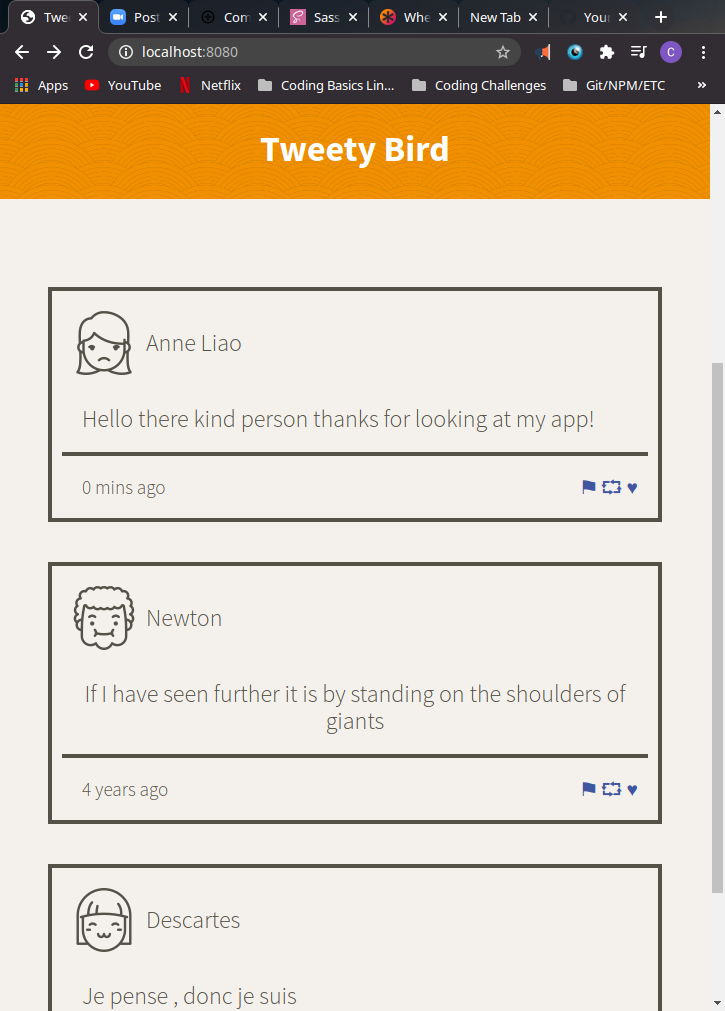 Twe Post Com Sass Whe New Tab Your
localhost:8080
C
Apps YouTube Netflix Coding Basics Lin... Coding Challenges Git/NPM/ETC »
Tweety Bird
Anne Liao
Hello there kind person thanks for looking at my app!
0 mins ago
Newton
If I have seen further it is by standing on the shoulders of
giants
4 years ago
Descartes
Je pense , donc je suis